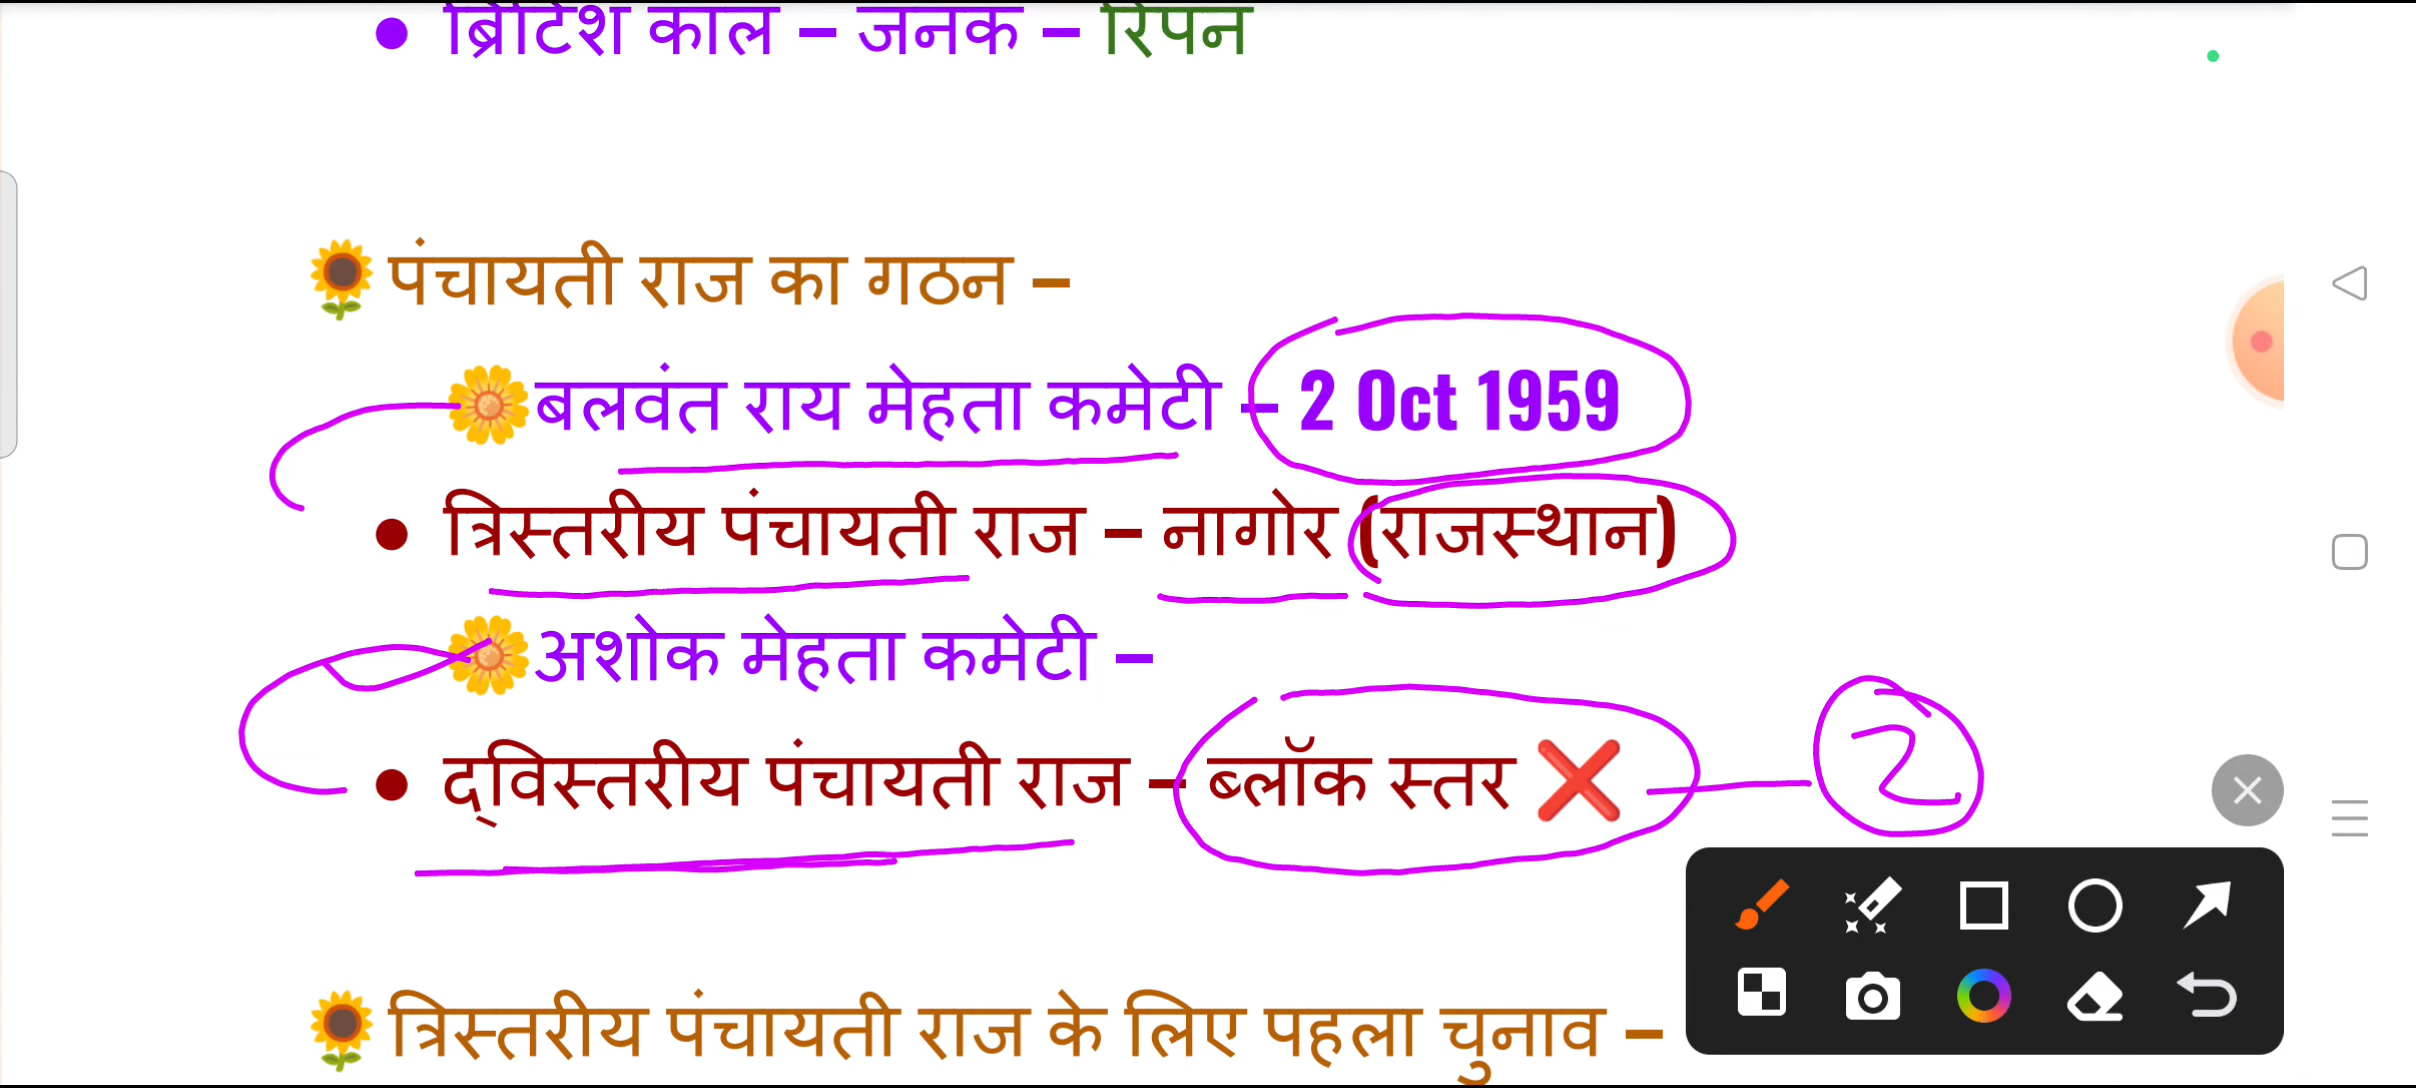 • ब्रिटिश काल – जनक – रिपन
🌻पंचायती राज का गठन –
🌼बलवंत राय मेहता कमेटी – 2 Oct 1959
• त्रिस्तरीय पंचायती राज – नागोर (राजस्थान)
🌼अशोक मेहता कमेटी –
• द्विस्तरीय पंचायती राज – ब्लॉक स्तर ❌ 2
🌻त्रिस्तरीय पंचायती राज के लिए पहला चुनाव –